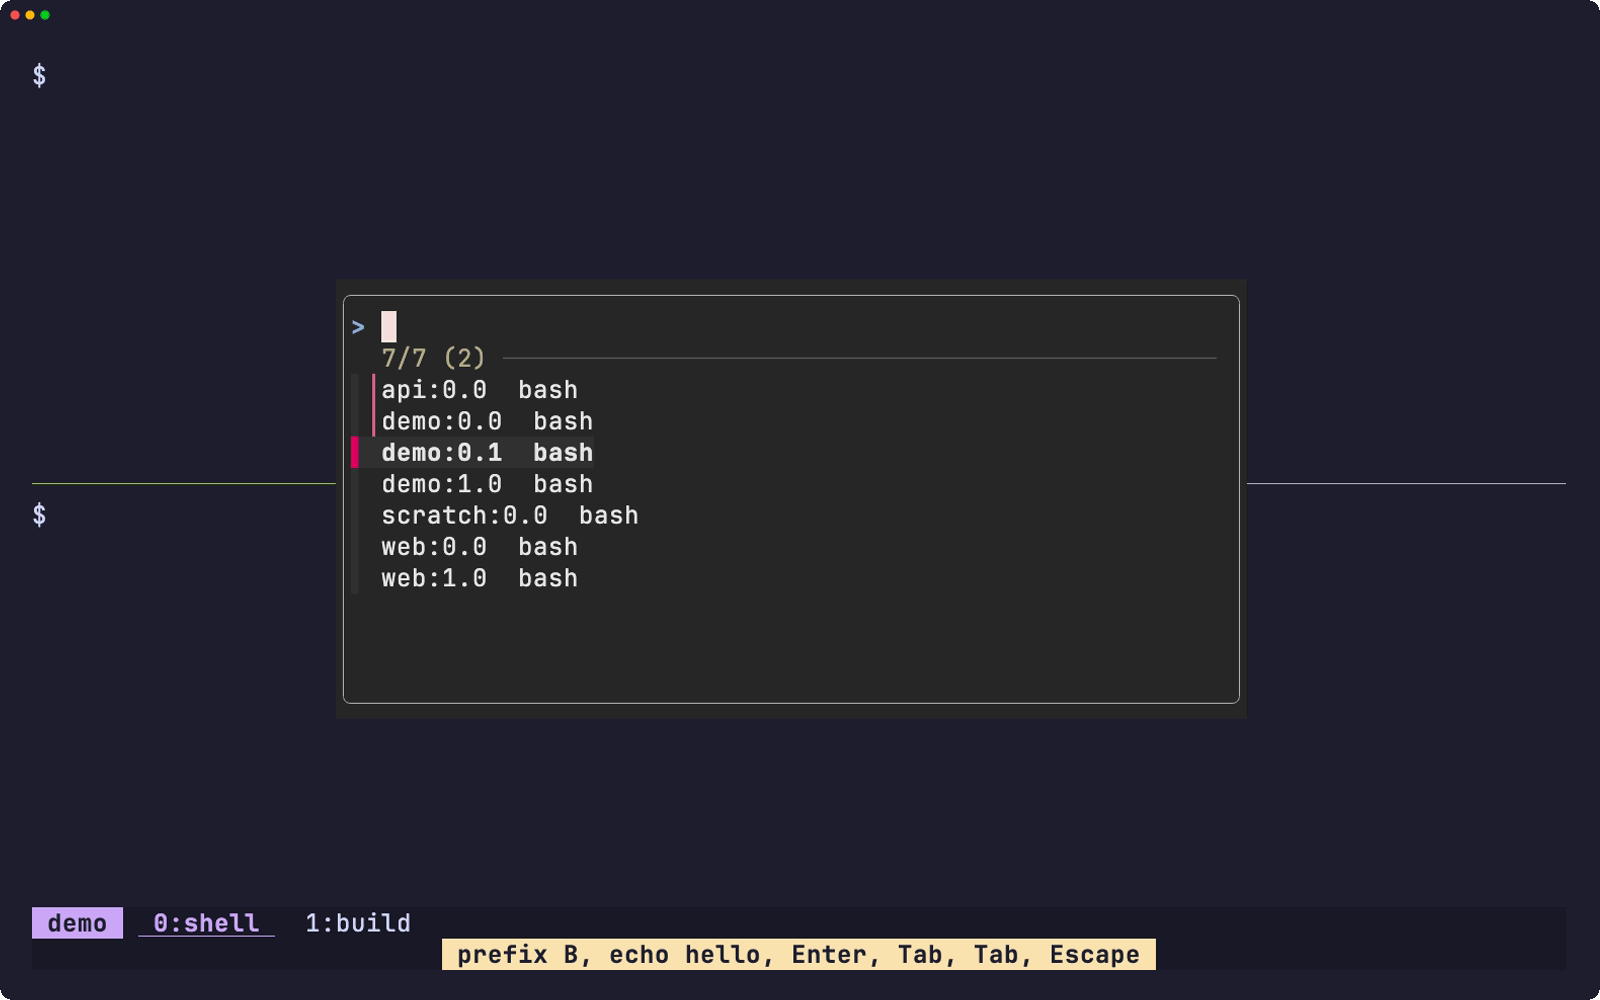 $
>
7/7 (2)
api:0.0  bash
demo:0.0  bash
demo:0.1  bash
demo:1.0  bash
scratch:0.0  bash
web:0.0  bash
web:1.0  bash
$
demo  0:shell  1:build
prefix B, echo hello, Enter, Tab, Tab, Escape